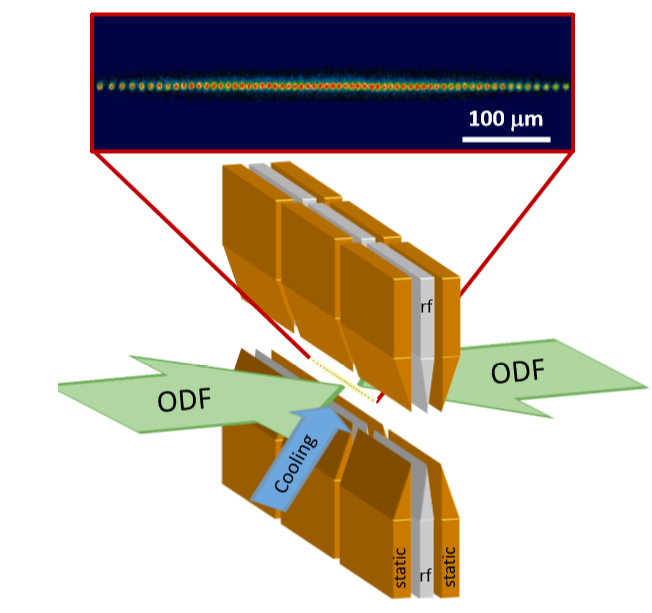 100 μm
rf
ODF
ODF
Cooling
static
rf
static